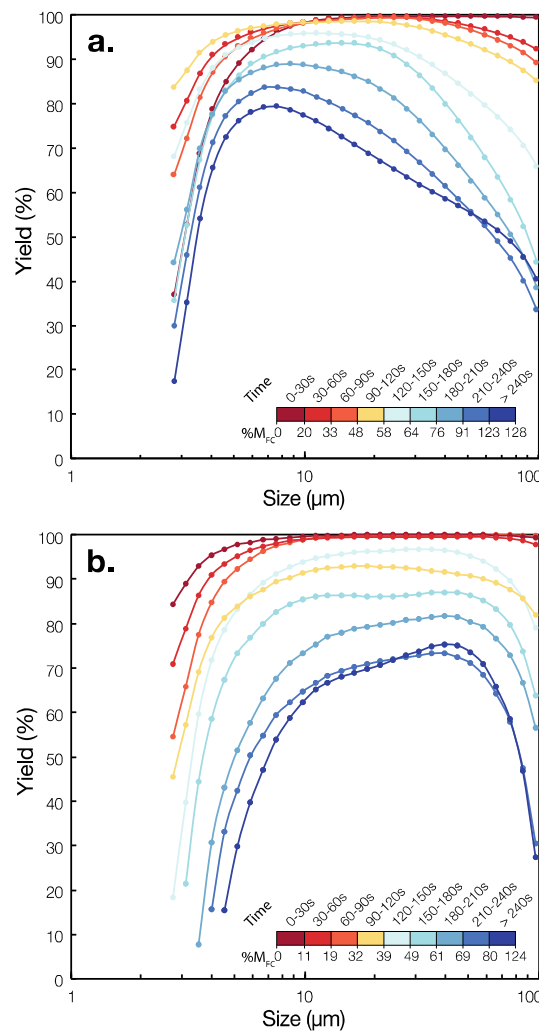 a.
100
90
80
70
60
50
40
30
20
10
0
Yield (%)
Time
0-30s
30-60s
60-90s
90-120s
120-150s
150-180s
180-210s
210-240s
> 240s
%M_FC 0 20 33 48 58 64 76 91 123 128
1 10 100
Size (µm)
b.
100
90
80
70
60
50
40
30
20
10
0
Yield (%)
Time
0-30s
30-60s
60-90s
90-120s
120-150s
150-180s
180-210s
210-240s
> 240s
%M_FC 0 11 19 32 39 49 61 69 80 124
1 10 100
Size (µm)